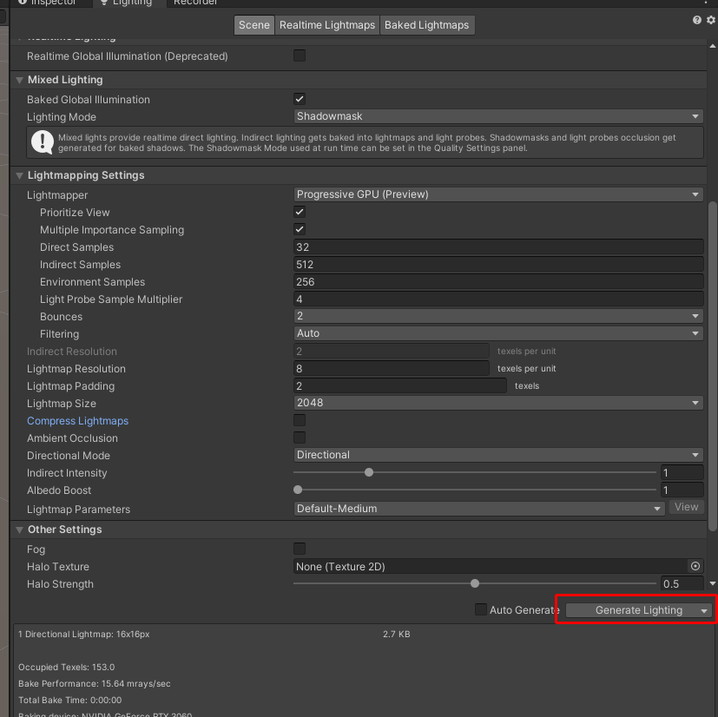 Inspector
Lighting
Recorder
Scene
Realtime Lightmaps
Baked Lightmaps
Realtime Lighting
Realtime Global Illumination (Deprecated)
Mixed Lighting
Baked Global Illumination
Lighting Mode Shadowmask
Mixed lights provide realtime direct lighting. Indirect lighting gets baked into lightmaps and light probes. Shadowmasks and light probes occlusion get
generated for baked shadows. The Shadowmask Mode used at run time can be set in the Quality Settings panel.
Lightmapping Settings
Lightmapper Progressive GPU (Preview)
Prioritize View
Multiple Importance Sampling
Direct Samples 32
Indirect Samples 512
Environment Samples 256
Light Probe Sample Multiplier 4
Bounces 2
Filtering Auto
Indirect Resolution 2 texels per unit
Lightmap Resolution 8 texels per unit
Lightmap Padding 2 texels
Lightmap Size 2048
Compress Lightmaps
Ambient Occlusion
Directional Mode Directional
Indirect Intensity 1
Albedo Boost 1
Lightmap Parameters Default-Medium View
Other Settings
Fog
Halo Texture None (Texture 2D)
Halo Strength 0.5
Auto Generate Generate Lighting
1 Directional Lightmap: 16x16px 2.7 KB
Occupied Texels: 153.0
Bake Performance: 15.64 mrays/sec
Total Bake Time: 0:00:00
Baking device: NVIDIA GeForce RTX 3060